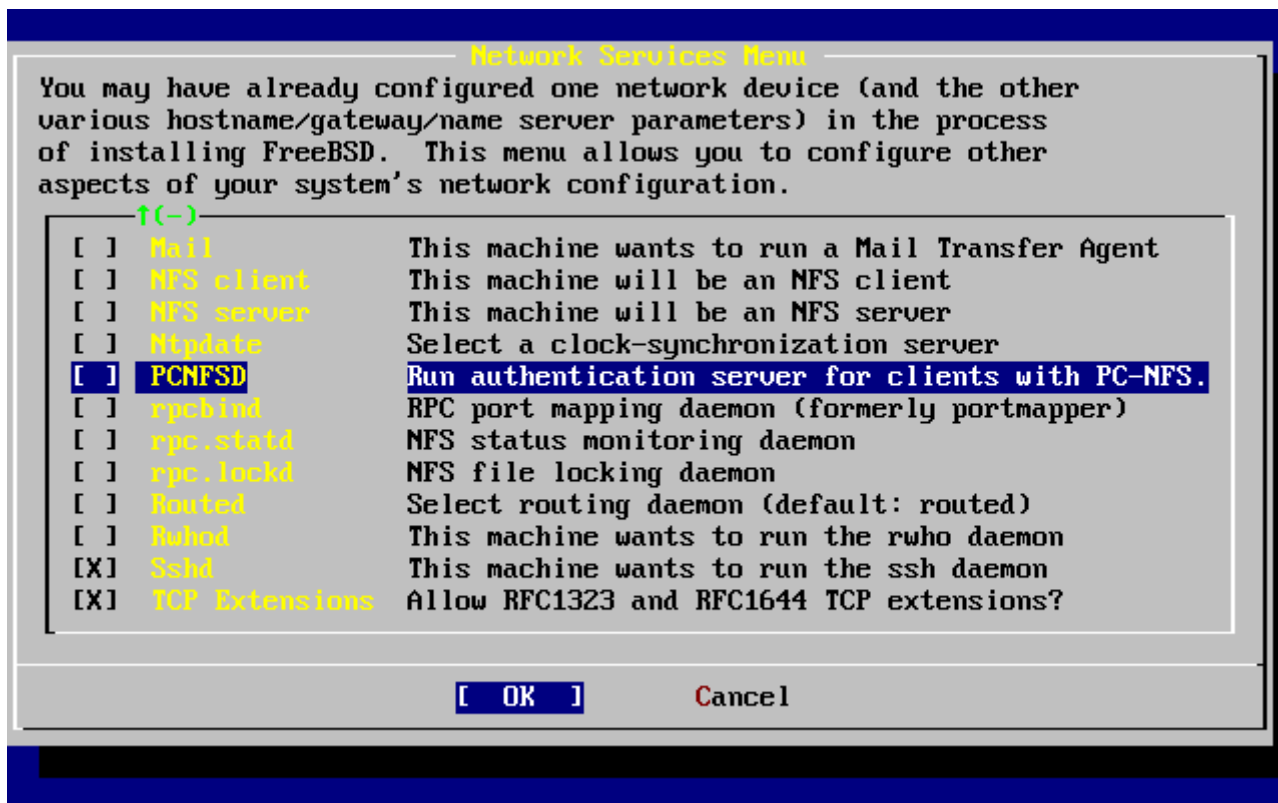 Network Services Menu
You may have already configured one network device (and the other
various hostname/gateway/name server parameters) in the process
of installing FreeBSD.  This menu allows you to configure other
aspects of your system's network configuration.
↑(-)
[ ] Mail This machine wants to run a Mail Transfer Agent
[ ] NFS client This machine will be an NFS client
[ ] NFS server This machine will be an NFS server
[ ] Ntpdate Select a clock-synchronization server
[ ] PCNFSD Run authentication server for clients with PC-NFS.
[ ] rpcbind RPC port mapping daemon (formerly portmapper)
[ ] rpc.statd NFS status monitoring daemon
[ ] rpc.lockd NFS file locking daemon
[ ] Routed Select routing daemon (default: routed)
[ ] Rwhod This machine wants to run the rwho daemon
[X] Sshd This machine wants to run the ssh daemon
[X] TCP Extensions Allow RFC1323 and RFC1644 TCP extensions?
[ OK ] Cancel